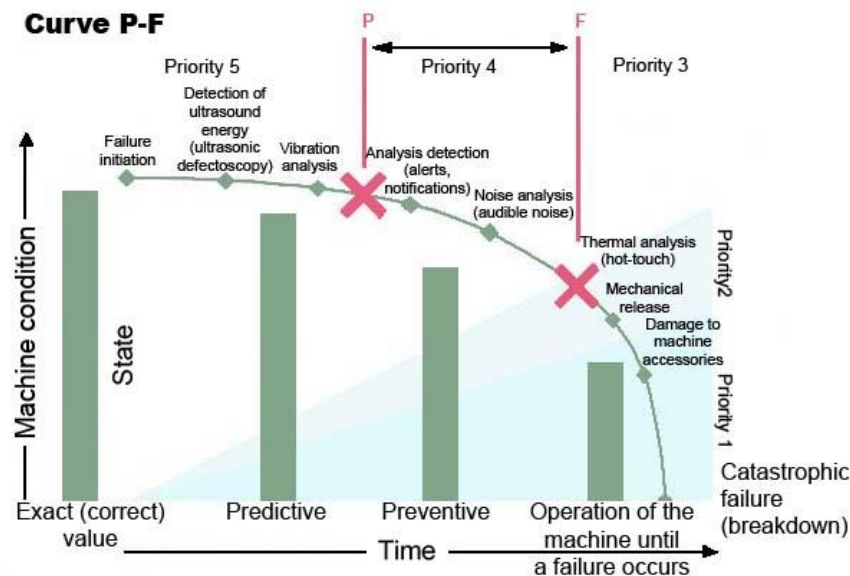 Curve P-F
P
F
Priority 5
Priority 4
Priority 3
Failure
initiation
Detection of
ultrasound
energy
(ultrasonic
defectoscopy)
Vibration
analysis
Analysis detection
(alerts,
notifications)
Noise analysis
(audible noise)
Thermal analysis
(hot-touch)
Mechanical
release
Damage to
machine
accessories
Priority2
Priority 1
Machine condition
State
Exact (correct)
value
Predictive
Preventive
Operation of the
machine until
a failure occurs
Catastrophic
failure
(breakdown)
Time